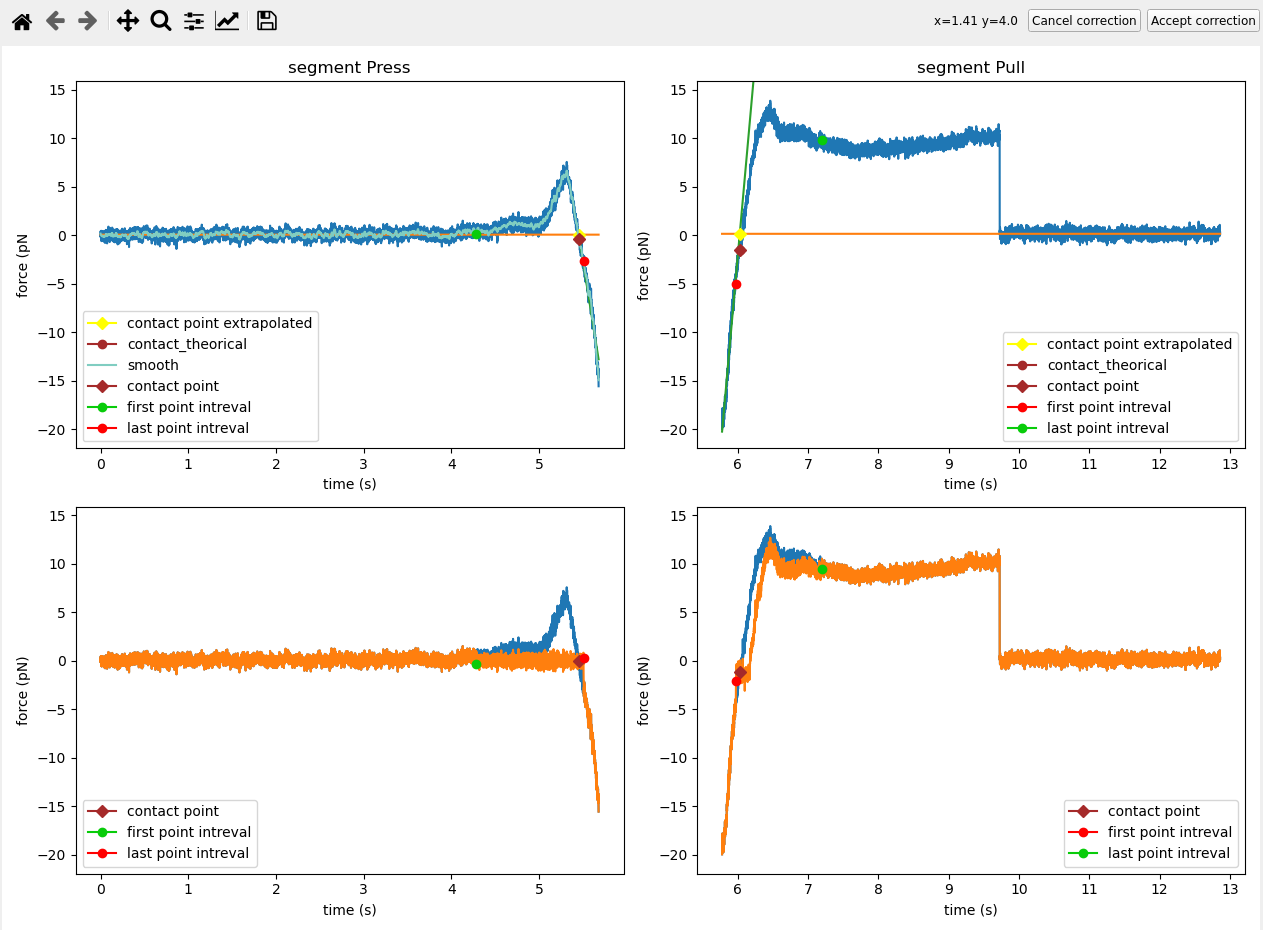 x=1.41 y=4.0 Cancel correction Accept correction
segment Press
15
10
5
0
−5
−10
−15
−20
force (pN
contact point extrapolated
contact_theorical
smooth
contact point
first point intreval
last point intreval
0 1 2 3 4 5
time (s)
segment Pull
15
10
5
0
−5
−10
−15
−20
force (pN)
contact point extrapolated
contact_theorical
contact point
first point intreval
last point intreval
6 7 8 9 10 11 12 13
time (s)
15
10
5
0
−5
−10
−15
−20
force (pN)
contact point
first point intreval
last point intreval
0 1 2 3 4 5
time (s)
15
10
5
0
−5
−10
−15
−20
force (pN)
contact point
first point intreval
last point intreval
6 7 8 9 10 11 12 13
time (s)